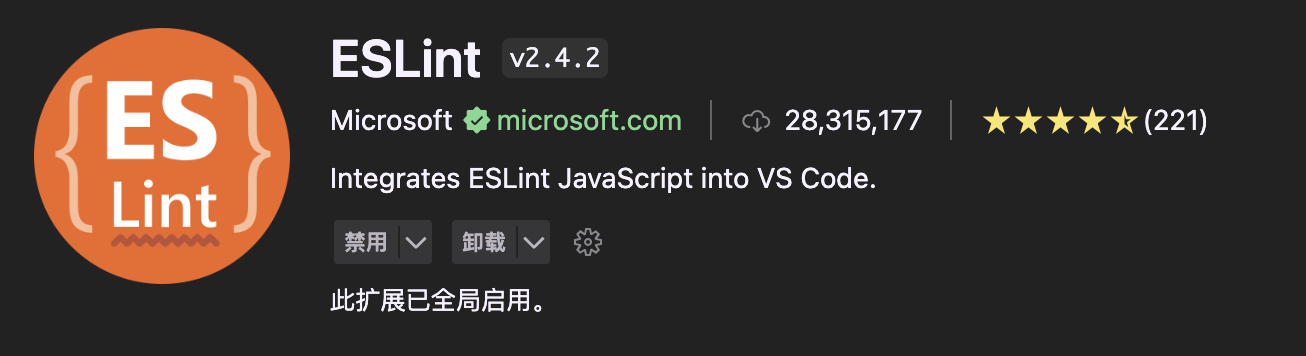 {ES
Lint}
ESLint v2.4.2
Microsoft microsoft.com 28,315,177 (221)
Integrates ESLint JavaScript into VS Code.
禁用 卸载
此扩展已全局启用。